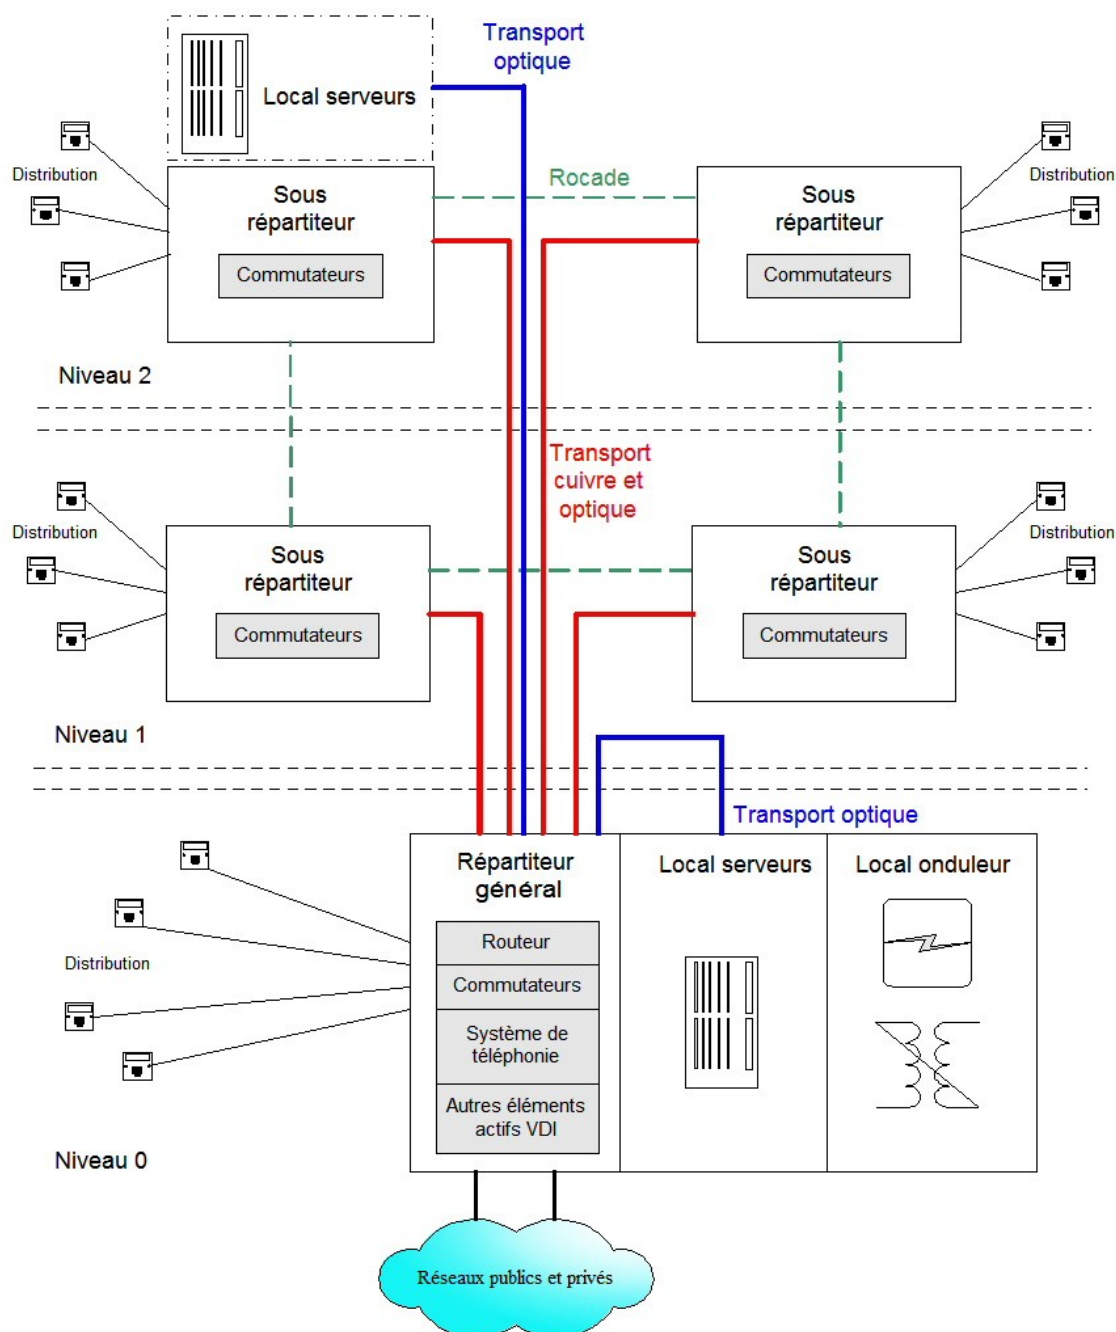 Transport
optique
Local serveurs
Distribution
Sous
répartiteur
Commutateurs
Rocade
Sous
répartiteur
Commutateurs
Distribution
Niveau 2
Transport
cuivre et
optique
Distribution
Sous
répartiteur
Commutateurs
Sous
répartiteur
Commutateurs
Distribution
Niveau 1
Transport optique
Répartiteur
général
Local serveurs
Local onduleur
Routeur
Commutateurs
Système de
téléphonie
Autres éléments
actifs VDI
Distribution
Niveau 0
Réseaux publics et privés